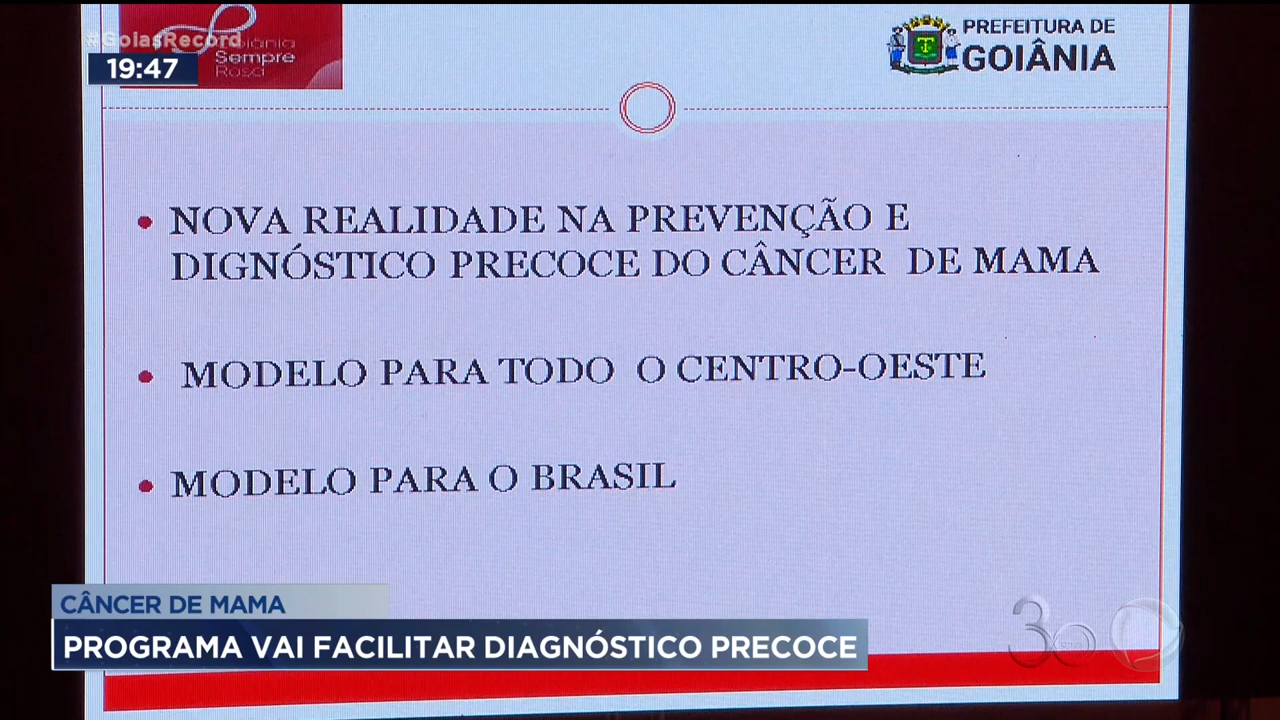 #GoiasRecord
19:47
Goiânia
Sempre
Rosa
PREFEITURA DE
GOIÂNIA
• NOVA REALIDADE NA PREVENÇÃO E
DIGNÓSTICO PRECOCE DO CÂNCER DE MAMA
• MODELO PARA TODO O CENTRO-OESTE
• MODELO PARA O BRASIL
CÂNCER DE MAMA
PROGRAMA VAI FACILITAR DIAGNÓSTICO PRECOCE
30